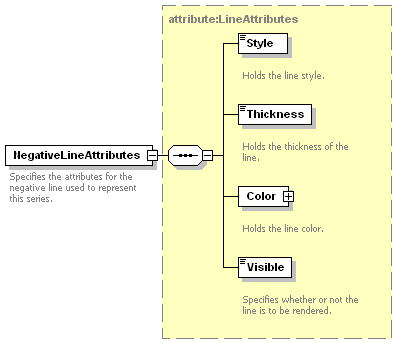 attribute:LineAttributes
Style
Holds the line style.
Thickness
Holds the thickness of the
line.
NegativeLineAttributes
Specifies the attributes for the
negative line used to represent
this series.
Color
Holds the line color.
Visible
Specifies whether or not the
line is to be rendered.